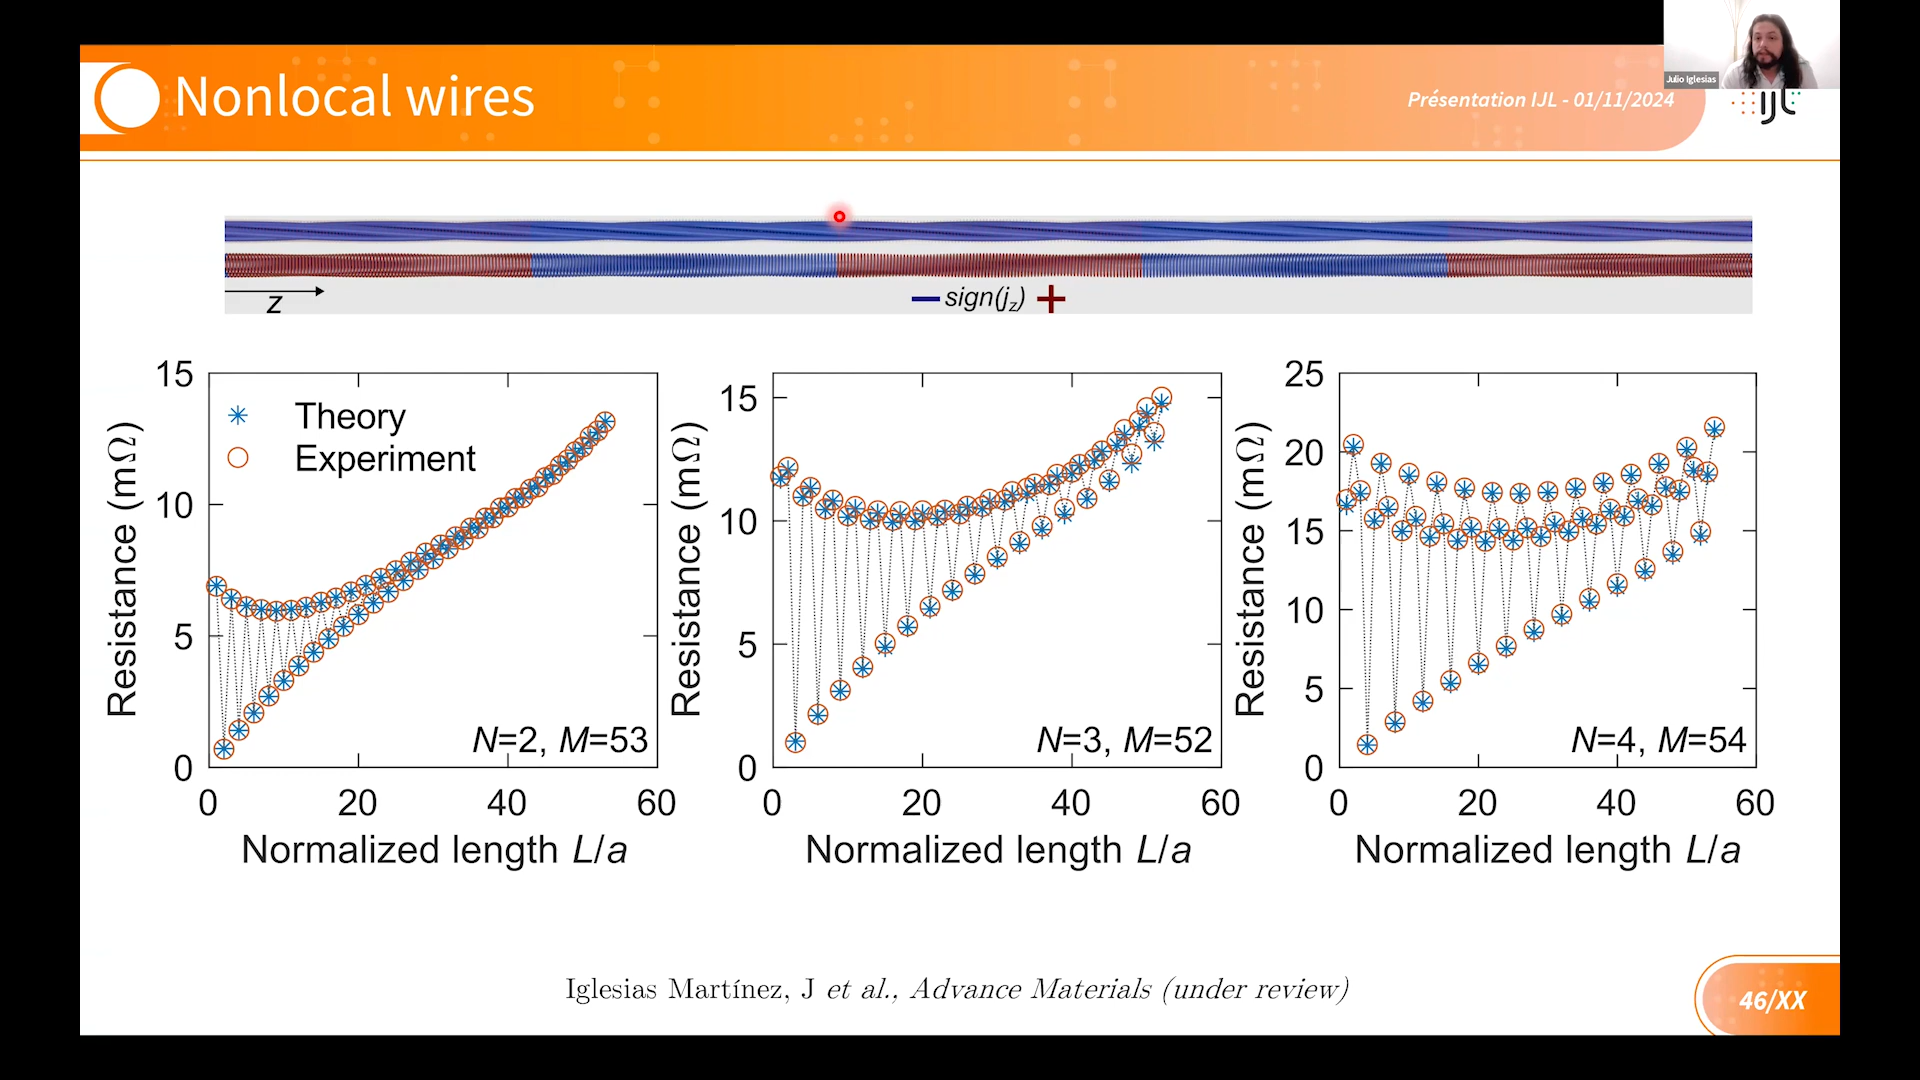 Julio Iglesias
Nonlocal wires
Présentation IJL - 01/11/2024
ijL
z
sign(jz)
15
10
5
0
0
20
40
60
Resistance (mΩ)
Theory
Experiment
N=2, M=53
Normalized length L/a
15
10
5
0
0
20
40
60
Resistance (mΩ)
N=3, M=52
Normalized length L/a
25
20
15
10
5
0
0
20
40
60
Resistance (mΩ)
N=4, M=54
Normalized length L/a
Iglesias Martínez, J et al., Advance Materials (under review)
46/XX